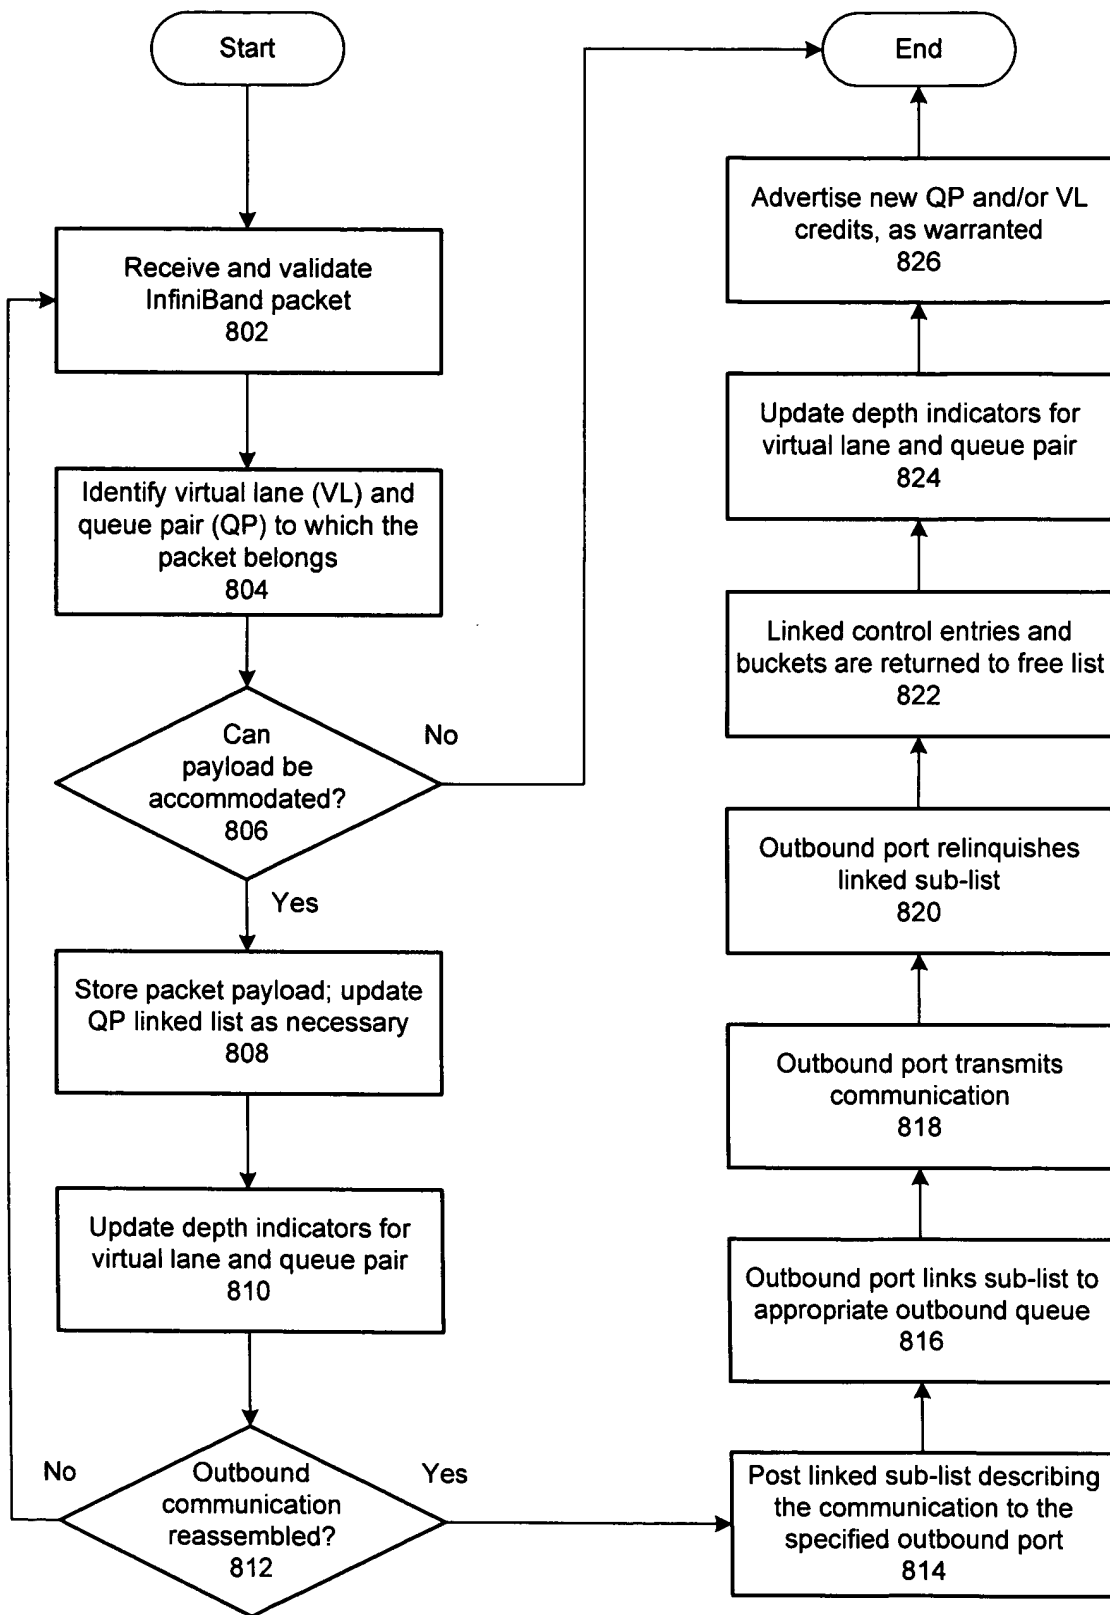 Start
Receive and validate
InfiniBand packet
802
Identify virtual lane (VL) and
queue pair (QP) to which the
packet belongs
804
Can
payload be
accommodated?
806
No
Yes
Store packet payload; update
QP linked list as necessary
808
Update depth indicators for
virtual lane and queue pair
810
Outbound
communication
reassembled?
812
No
Yes
Post linked sub-list describing
the communication to the
specified outbound port
814
Outbound port links sub-list to
appropriate outbound queue
816
Outbound port transmits
communication
818
Outbound port relinquishes
linked sub-list
820
Linked control entries and
buckets are returned to free list
822
Update depth indicators for
virtual lane and queue pair
824
Advertise new QP and/or VL
credits, as warranted
826
End